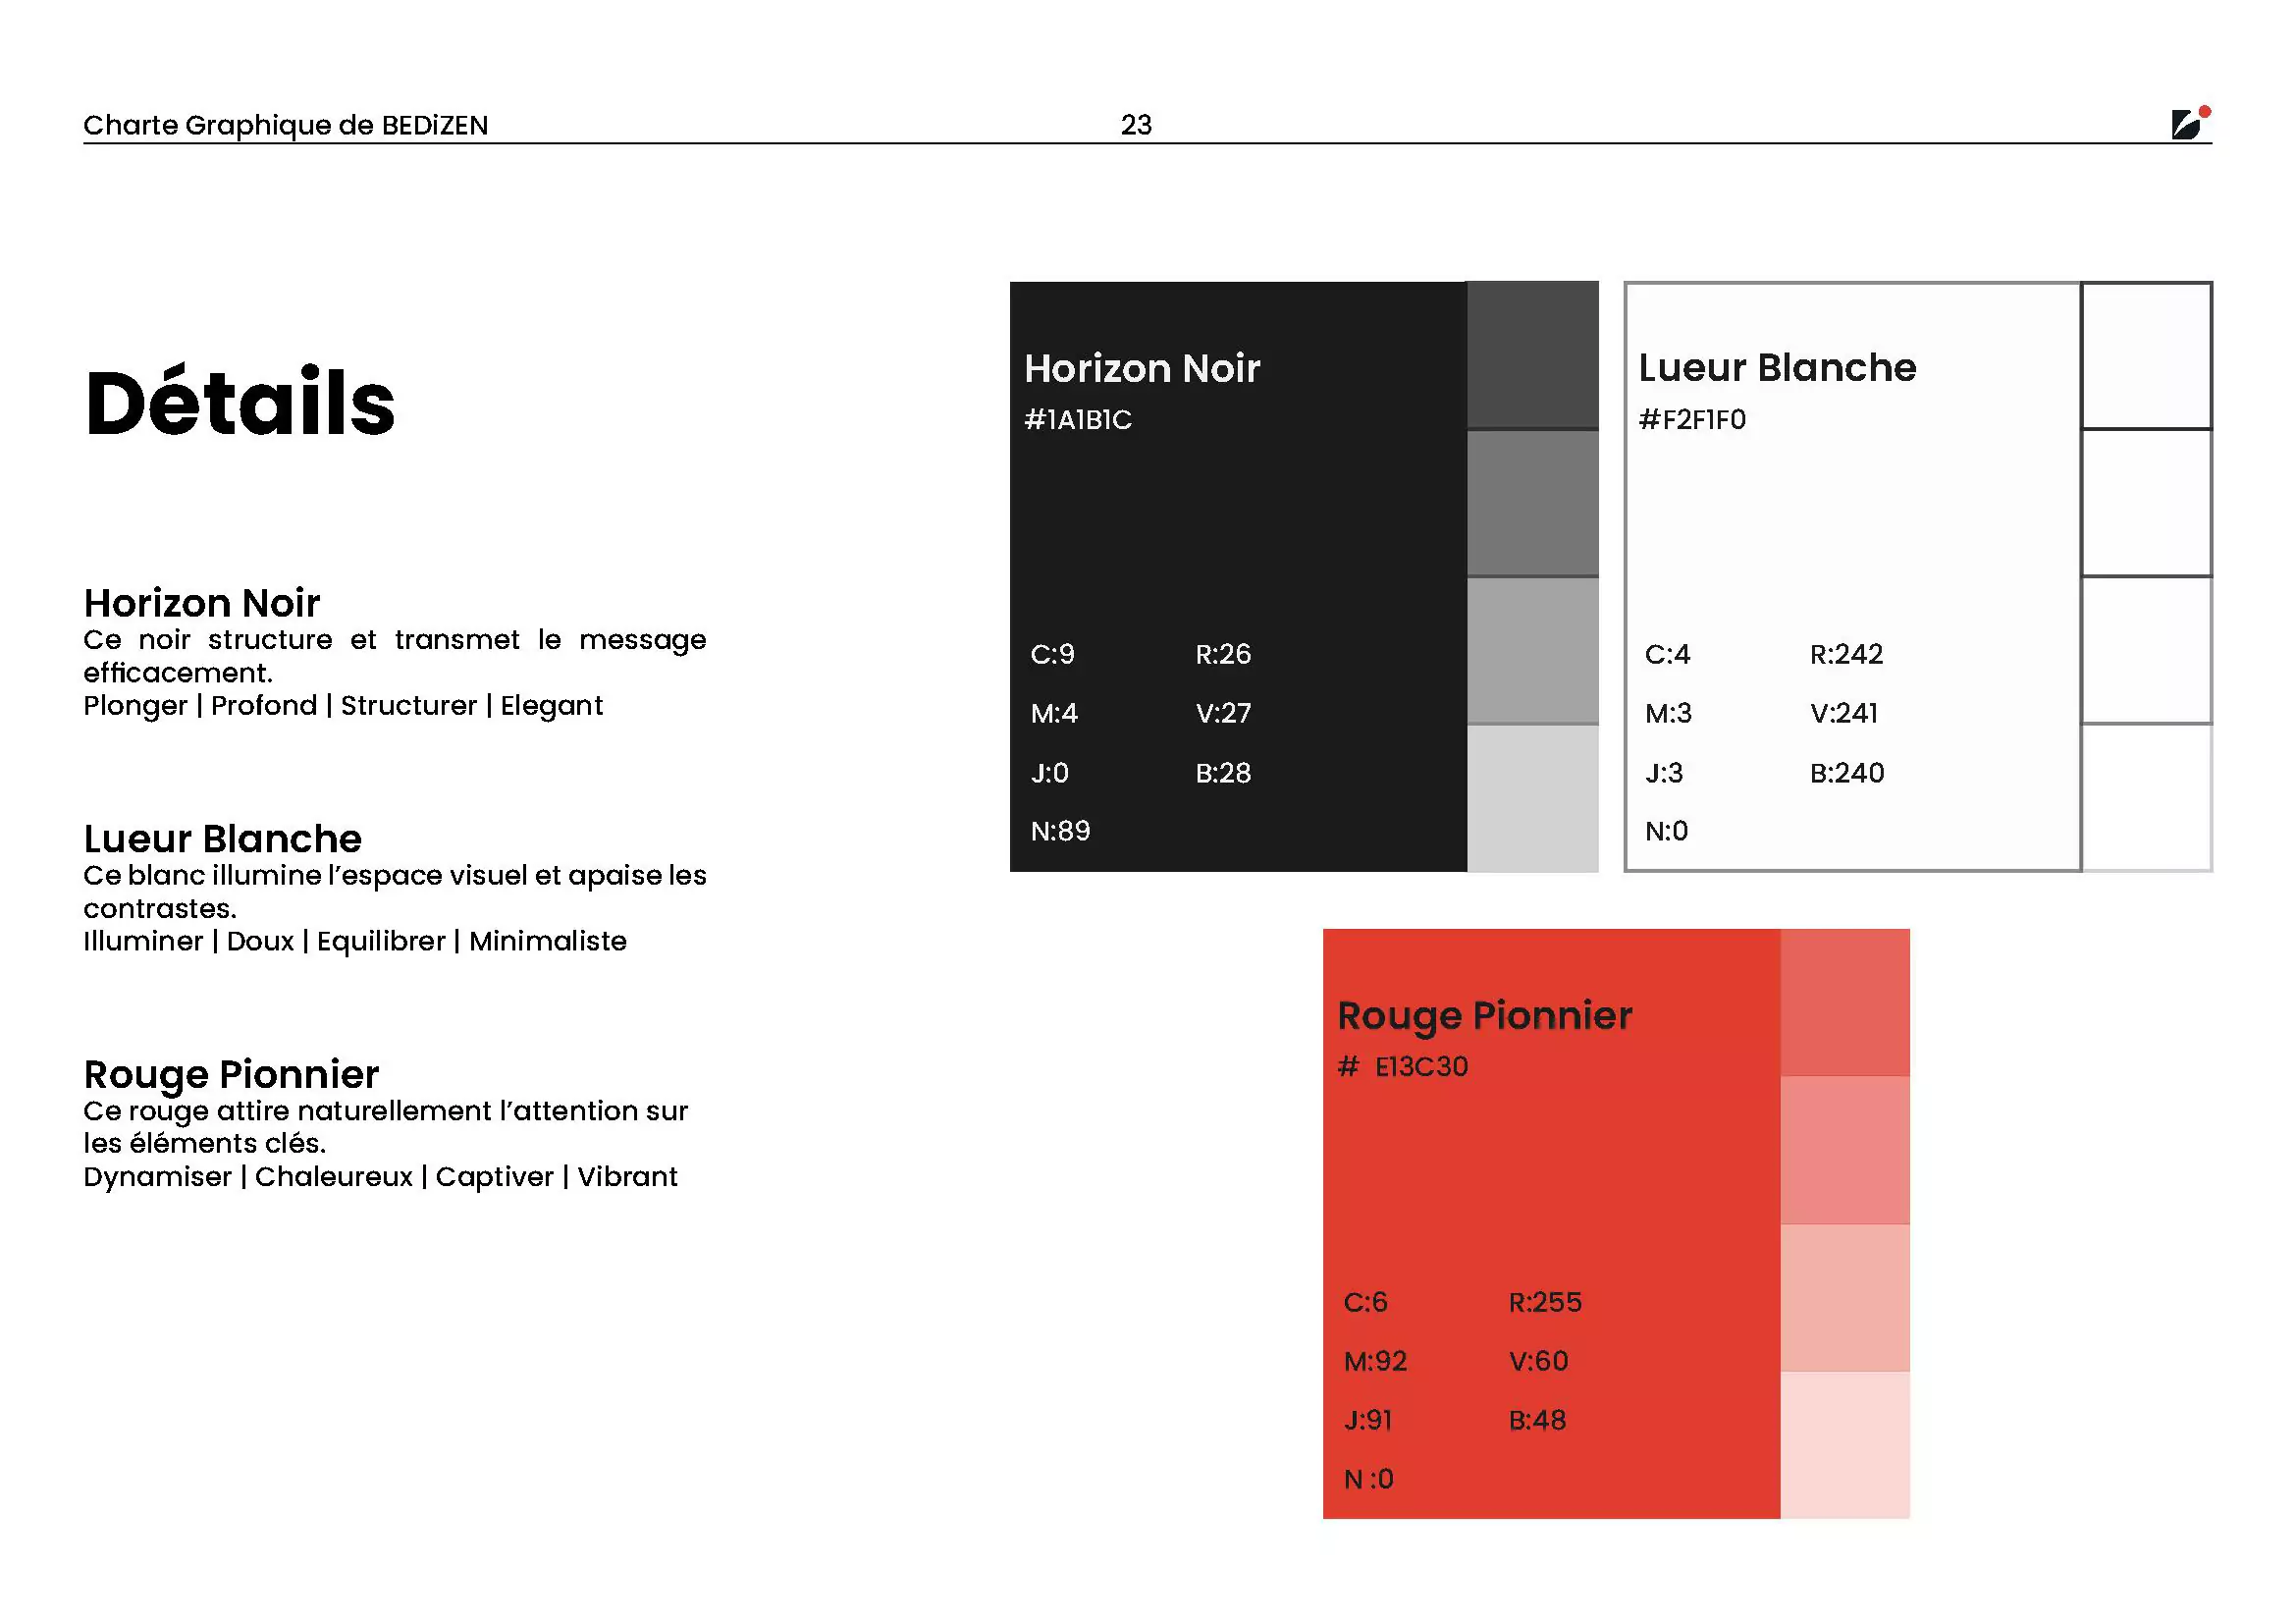 Charte Graphique de BEDiZEN
23
Détails
Horizon Noir
Ce noir structure et transmet le message
efficacement.
Plonger | Profond | Structurer | Elegant
Lueur Blanche
Ce blanc illumine l’espace visuel et apaise les
contrastes.
Illuminer | Doux | Equilibrer | Minimaliste
Rouge Pionnier
Ce rouge attire naturellement l’attention sur
les éléments clés.
Dynamiser | Chaleureux | Captiver | Vibrant
Horizon Noir
#1A1B1C
C:9 R:26
M:4 V:27
J:0 B:28
N:89
Lueur Blanche
#F2F1F0
C:4 R:242
M:3 V:241
J:3 B:240
N:0
Rouge Pionnier
# E13C30
C:6 R:255
M:92 V:60
J:91 B:48
N :0